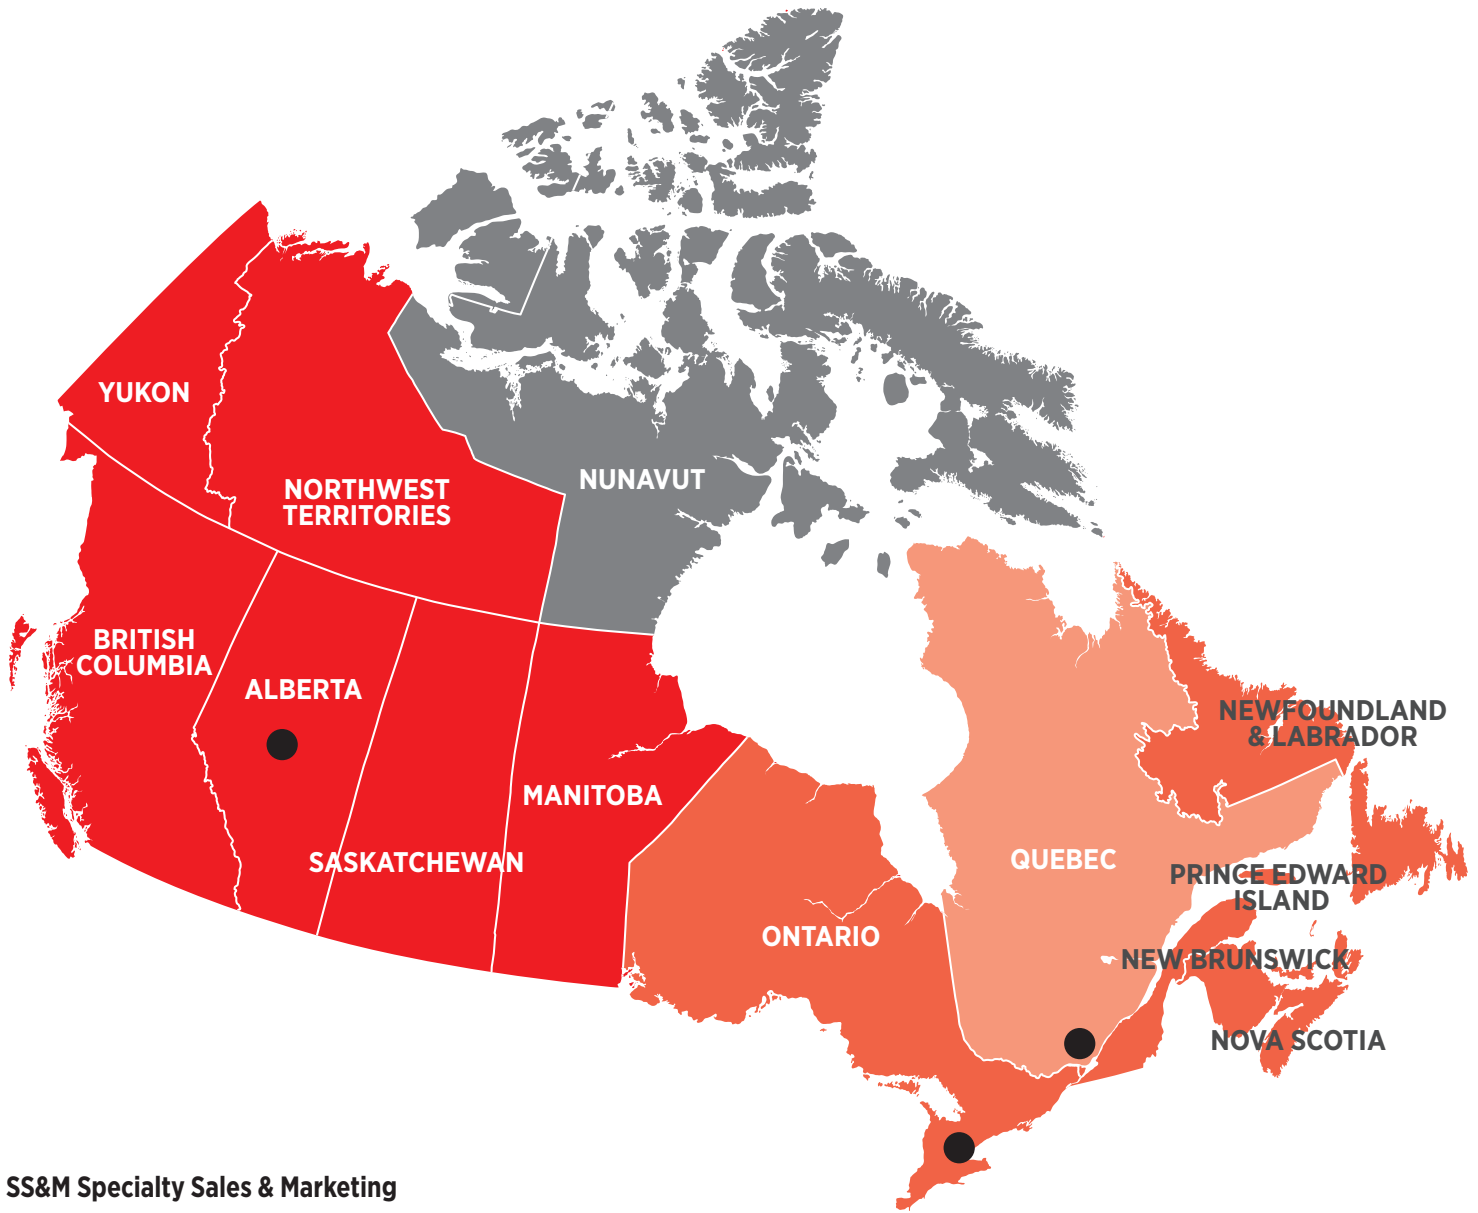 YUKON
NORTHWEST
TERRITORIES
NUNAVUT
BRITISH
COLUMBIA
ALBERTA
NEWFOUNDLAND
& LABRADOR
MANITOBA
SASKATCHEWAN
QUEBEC
PRINCE EDWARD
ISLAND
ONTARIO
NEW BRUNSWICK
NOVA SCOTIA
SS&M Specialty Sales & Marketing